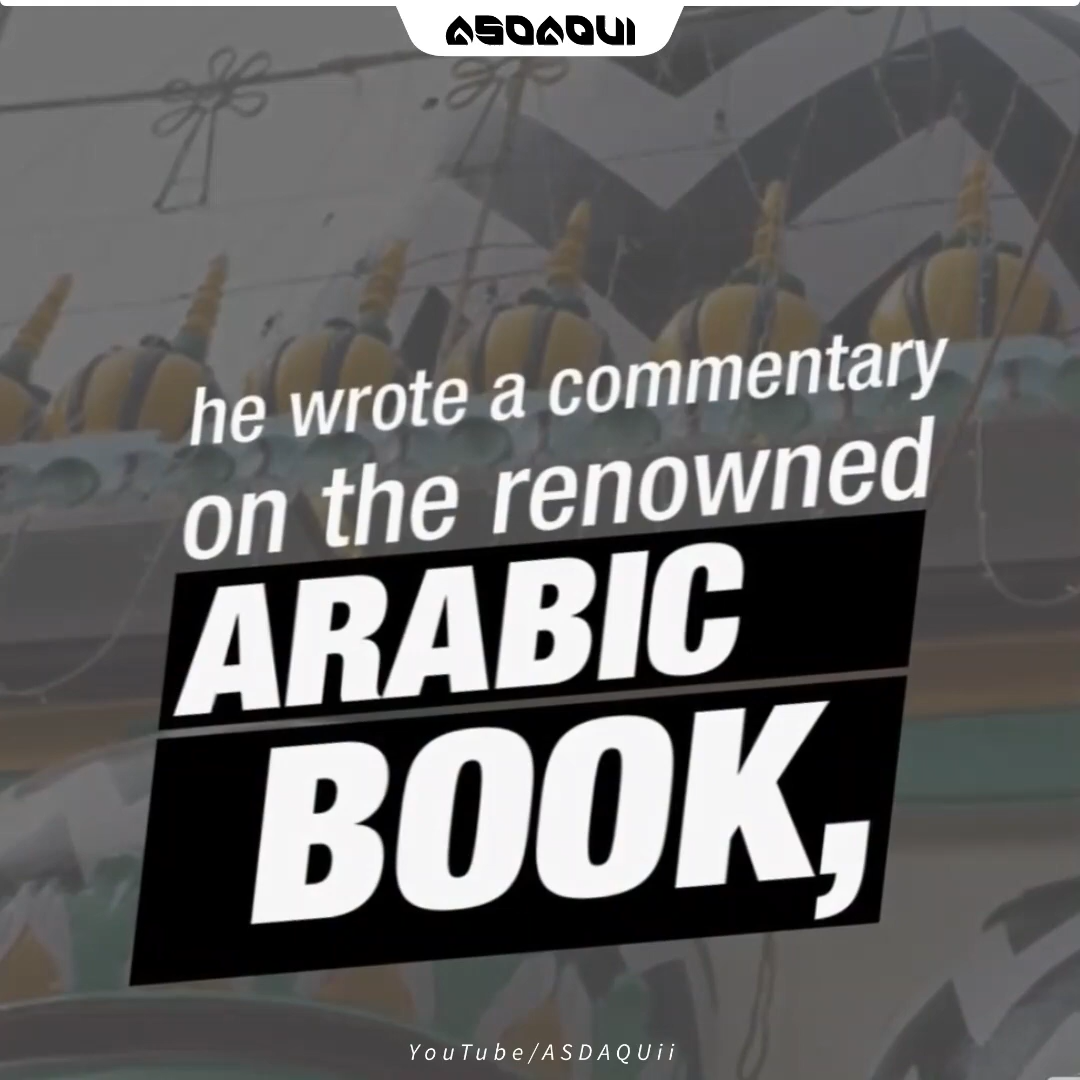 ASDAQUI
he wrote a commentary
on the renowned
ARABIC
BOOK,
YouTube/ASDAQUii